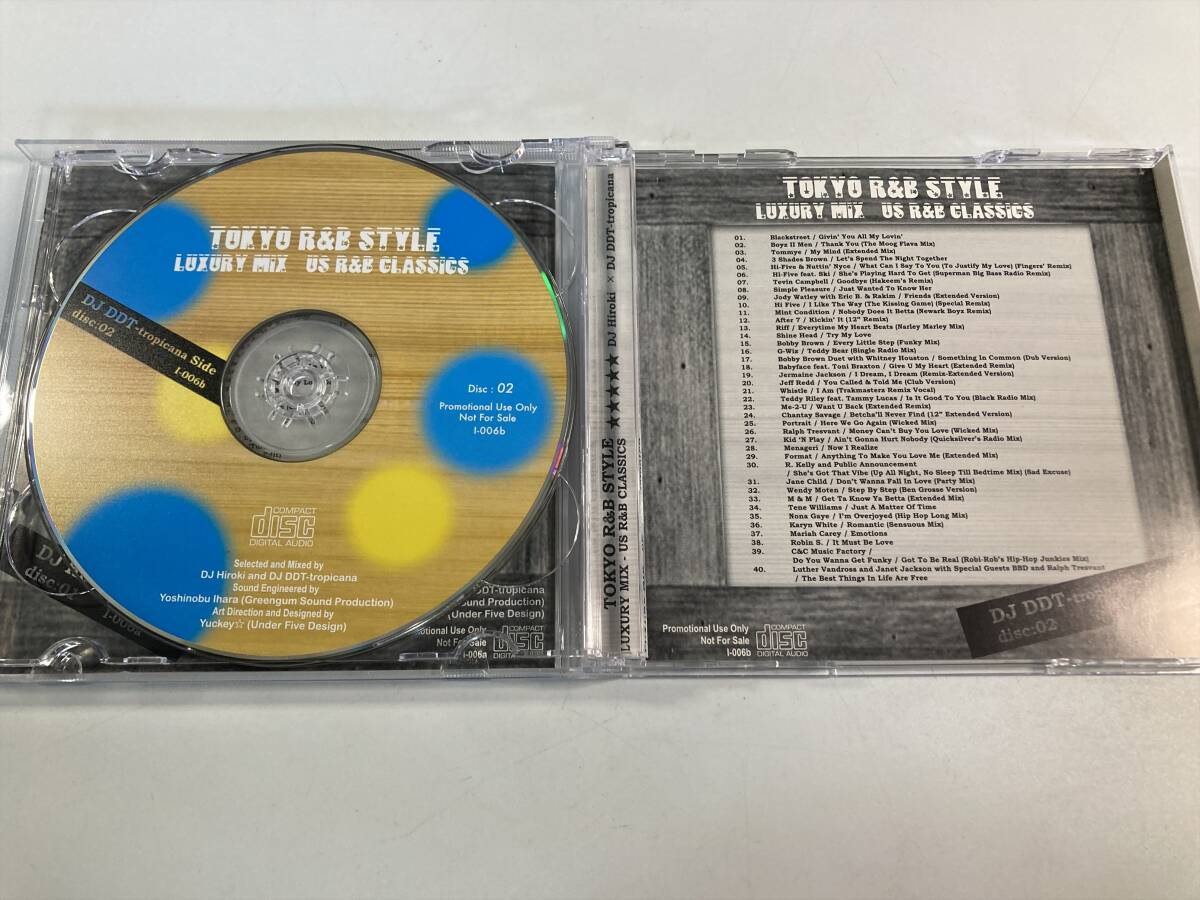 TOKYO R&B STYLE
LUXURY MIX US R&B CLASSICS
DJ DDT-tropicana Side
disc:02
I-006b
Disc : 02
Promotional Use Only
Not For Sale
I-006b
COMPACT
disc
DIGITAL AUDIO
Selected and Mixed by
DJ Hiroki and DJ DDT-tropicana
Sound Engineered by
Yoshinobu Ihara (Greengum Sound Production)
Art Direction and Designed by
Yuckey☆ (Under Five Design)
DDT-tropicana
ound Production)
(Under Five Design)
motional Use Only
Not For Sale
I-006a
COMPACT
disc
DIGITAL AUDIO
disc:0
I-006a
TOKYO R&B STYLE
LUXURY MIX - US R&B CLASSICS
★★★★★★ DJ Hiroki × DJ DDT-tropicana
TOKYO R&B STYLE
LUXURY MIX US R&B CLASSICS
01. Blackstreet / Givin' You All My Lovin'
02. Boyz II Men / Thank You (The Moog Flava Mix)
03. Tommye / My Mind (Extended Mix)
04. 3 Shades Brown / Let's Spend The Night Together
05. Hi-Five & Nuttin' Nyce / What Can I Say To You (To Justify My Love) (Fingers' Remix)
06. Hi-Five feat. Ski / She's Playing Hard To Get (Superman Big Bass Radio Remix)
07. Tevin Campbell / Goodbye (Hakeem's Remix)
08. Simple Pleasure / Just Wanted To Know Her
09. Jody Watley with Eric B. & Rakim / Friends (Extended Version)
10. Hi Five / I Like The Way (The Kissing Game) (Special Remix)
11. Mint Condition / Nobody Does It Betta (Newark Boyz Remix)
12. After 7 / Kickin' It (12" Remix)
13. Riff / Everytime My Heart Beats (Narley Marley Mix)
14. Shine Head / Try My Love
15. Bobby Brown / Every Little Step (Funky Mix)
16. G-Wiz / Teddy Bear (Single Radio Mix)
17. Bobby Brown Duet with Whitney Houston / Something In Common (Dub Version)
18. Babyface feat. Toni Braxton / Give U My Heart (Extended Remix)
19. Jermaine Jackson / I Dream, I Dream (Remix-Extended Version)
20. Jeff Redd / You Called & Told Me (Club Version)
21. Whistle / I Am (Trakmasterz Remix Vocal)
22. Teddy Riley feat. Tammy Lucas / Is It Good To You (Black Radio Mix)
23. Me-2-U / Want U Back (Extended Remix)
24. Chantay Savage / Betcha'll Never Find (12" Extended Version)
25. Portrait / Here We Go Again (Wicked Mix)
26. Ralph Tresvant / Money Can't Buy You Love (Wicked Mix)
27. Kid 'N Play / Ain't Gonna Hurt Nobody (Quicksilver's Radio Mix)
28. Menageri / Now I Realize
29. Format / Anything To Make You Love Me (Extended Mix)
30. R. Kelly and Public Announcement
/ She's Got That Vibe (Up All Night, No Sleep Till Bedtime Mix) (Sad Excuse)
31. Jane Child / Don't Wanna Fall In Love (Party Mix)
32. Wendy Moten / Step By Step (Ben Grosse Version)
33. M & M / Get Ta Know Ya Betta (Extended Mix)
34. Tene Williams / Just A Matter Of Time
35. Nona Gaye / I'm Overjoyed (Hip Hop Long Mix)
36. Karyn White / Romantic (Sensuous Mix)
37. Mariah Carey / Emotions
38. Robin S. / It Must Be Love
39. C&C Music Factory /
Do You Wanna Get Funky / Got To Be Real (Robi-Rob's Hip-Hop Junkies Mix)
40. Luther Vandross and Janet Jackson with Special Guests BBD and Ralph Tresvant
/ The Best Things In Life Are Free
DJ DDT-trop
disc:02
Promotional Use Only
Not For Sale
I-006b
COMPACT
disc
DIGITAL AUDIO